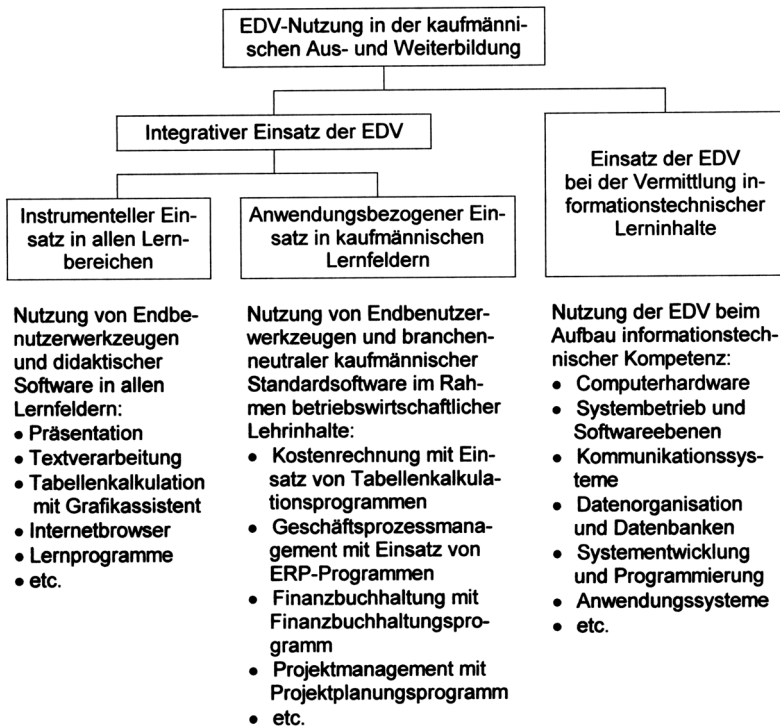 EDV-Nutzung in der kaufmänni-
schen Aus- und Weiterbildung
Integrativer Einsatz der EDV
Einsatz der EDV
bei der Vermittlung in-
formationstechnischer
Lerninhalte
Instrumenteller Ein-
satz in allen Lern-
bereichen
Anwendungsbezogener Ein-
satz in kaufmännischen
Lernfeldern
Nutzung von Endbe-
nutzerwerkzeugen
und didaktischer
Software in allen
Lernfeldern:
● Präsentation
● Textverarbeitung
● Tabellenkalkulation
mit Grafikassistent
● Internetbrowser
● Lernprogramme
● etc.
Nutzung von Endbenutzer-
werkzeugen und branchen-
neutraler kaufmännischer
Standardsoftware im Rah-
men betriebswirtschaftlicher
Lehrinhalte:
● Kostenrechnung mit Ein-
satz von Tabellenkalkula-
tionsprogrammen
● Geschäftsprozessmana-
gement mit Einsatz von
ERP-Programmen
● Finanzbuchhaltung mit
Finanzbuchhaltungspro-
gramm
● Projektmanagement mit
Projektplanungsprogramm
● etc.
Nutzung der EDV beim
Aufbau informationstech-
nischer Kompetenz:
● Computerhardware
● Systembetrieb und
Softwareebenen
● Kommunikationssys-
teme
● Datenorganisation
und Datenbanken
● Systementwicklung
und Programmierung
● Anwendungssysteme
● etc.